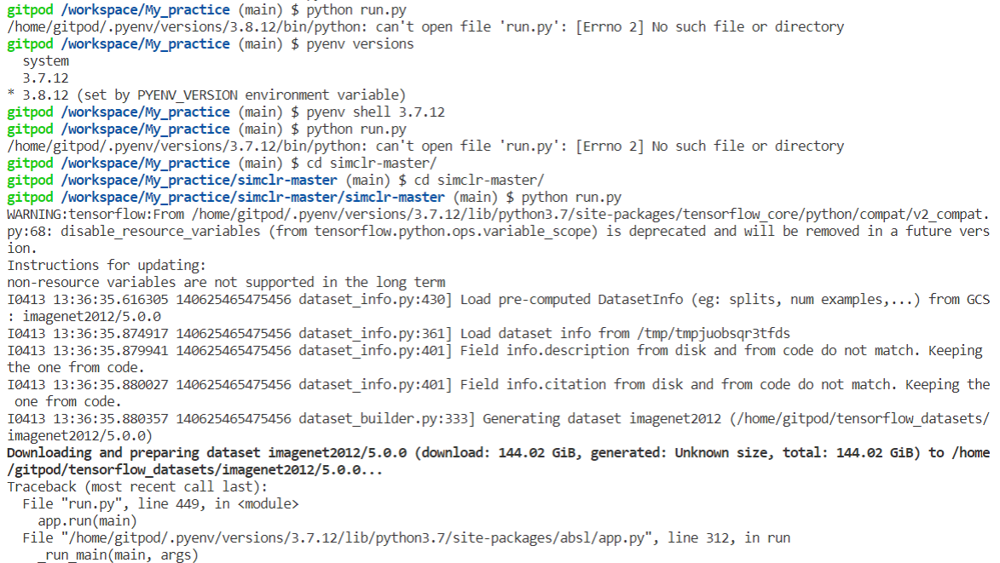 gitpod /workspace/My_practice (main) $ python run.py
/home/gitpod/.pyenv/versions/3.8.12/bin/python: can't open file 'run.py': [Errno 2] No such file or directory
gitpod /workspace/My_practice (main) $ pyenv versions
  system
  3.7.12
* 3.8.12 (set by PYENV_VERSION environment variable)
gitpod /workspace/My_practice (main) $ pyenv shell 3.7.12
gitpod /workspace/My_practice (main) $ python run.py
/home/gitpod/.pyenv/versions/3.7.12/bin/python: can't open file 'run.py': [Errno 2] No such file or directory
gitpod /workspace/My_practice (main) $ cd simclr-master/
gitpod /workspace/My_practice/simclr-master (main) $ cd simclr-master/
gitpod /workspace/My_practice/simclr-master/simclr-master (main) $ python run.py
WARNING:tensorflow:From /home/gitpod/.pyenv/versions/3.7.12/lib/python3.7/site-packages/tensorflow_core/python/compat/v2_compat.
py:68: disable_resource_variables (from tensorflow.python.ops.variable_scope) is deprecated and will be removed in a future vers
ion.
Instructions for updating:
non-resource variables are not supported in the long term
I0413 13:36:35.616305 140625465475456 dataset_info.py:430] Load pre-computed DatasetInfo (eg: splits, num examples,...) from GCS
: imagenet2012/5.0.0
I0413 13:36:35.874917 140625465475456 dataset_info.py:361] Load dataset info from /tmp/tmpjuobsqr3tfds
I0413 13:36:35.879941 140625465475456 dataset_info.py:401] Field info.description from disk and from code do not match. Keeping
the one from code.
I0413 13:36:35.880027 140625465475456 dataset_info.py:401] Field info.citation from disk and from code do not match. Keeping the
 one from code.
I0413 13:36:35.880357 140625465475456 dataset_builder.py:333] Generating dataset imagenet2012 (/home/gitpod/tensorflow_datasets/
imagenet2012/5.0.0)
Downloading and preparing dataset imagenet2012/5.0.0 (download: 144.02 GiB, generated: Unknown size, total: 144.02 GiB) to /home
/gitpod/tensorflow_datasets/imagenet2012/5.0.0...
Traceback (most recent call last):
  File "run.py", line 449, in <module>
    app.run(main)
  File "/home/gitpod/.pyenv/versions/3.7.12/lib/python3.7/site-packages/absl/app.py", line 312, in run
    _run_main(main, args)